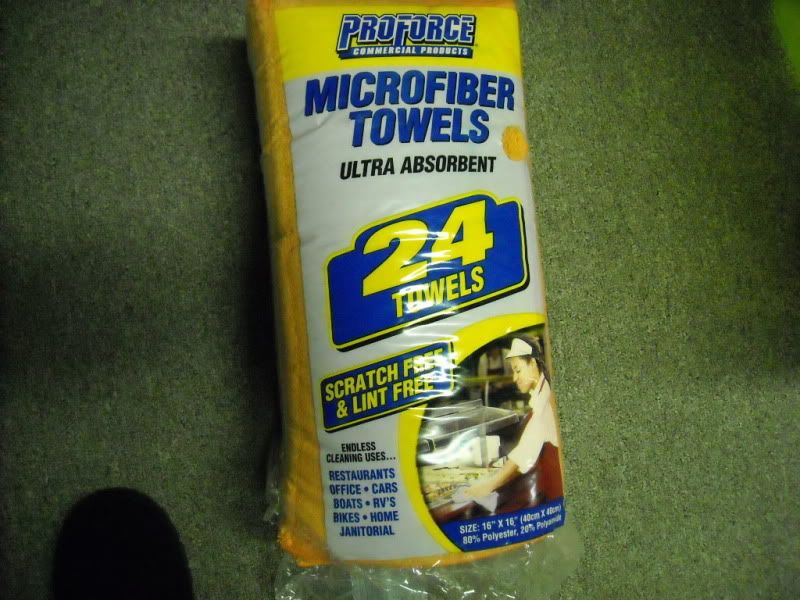 PROFORCE
COMMERCIAL PRODUCTS
MICROFIBER
TOWELS
ULTRA ABSORBENT
24
TOWELS
SCRATCH FREE
& LINT FREE
ENDLESS
CLEANING USES...
RESTAURANTS
OFFICE • CARS
BOATS • RV'S
BIKES • HOME
JANITORIAL
SIZE: 16" X 16" (40cm X 40cm)
80% Polyester, 20% Polyamide